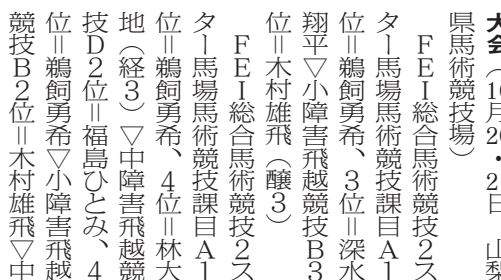 大会（10月20・21日　山梨
県馬術競技場）
ＦＥＩ総合馬術競技２ス
ター馬場馬術競技課目Ａ１
位＝鵜飼勇希、３位＝深水
翔平▽小障害飛越競技Ｂ３
位＝木村雄飛（醸３）
ＦＥＩ総合馬術競技２ス
ター馬場馬術競技課目Ａ１
位＝鵜飼勇希、４位＝林大
地（経３）▽中障害飛越競
技Ｄ２位＝福島ひとみ、４
位＝鵜飼勇希▽小障害飛越
競技Ｂ２位＝木村雄飛▽中